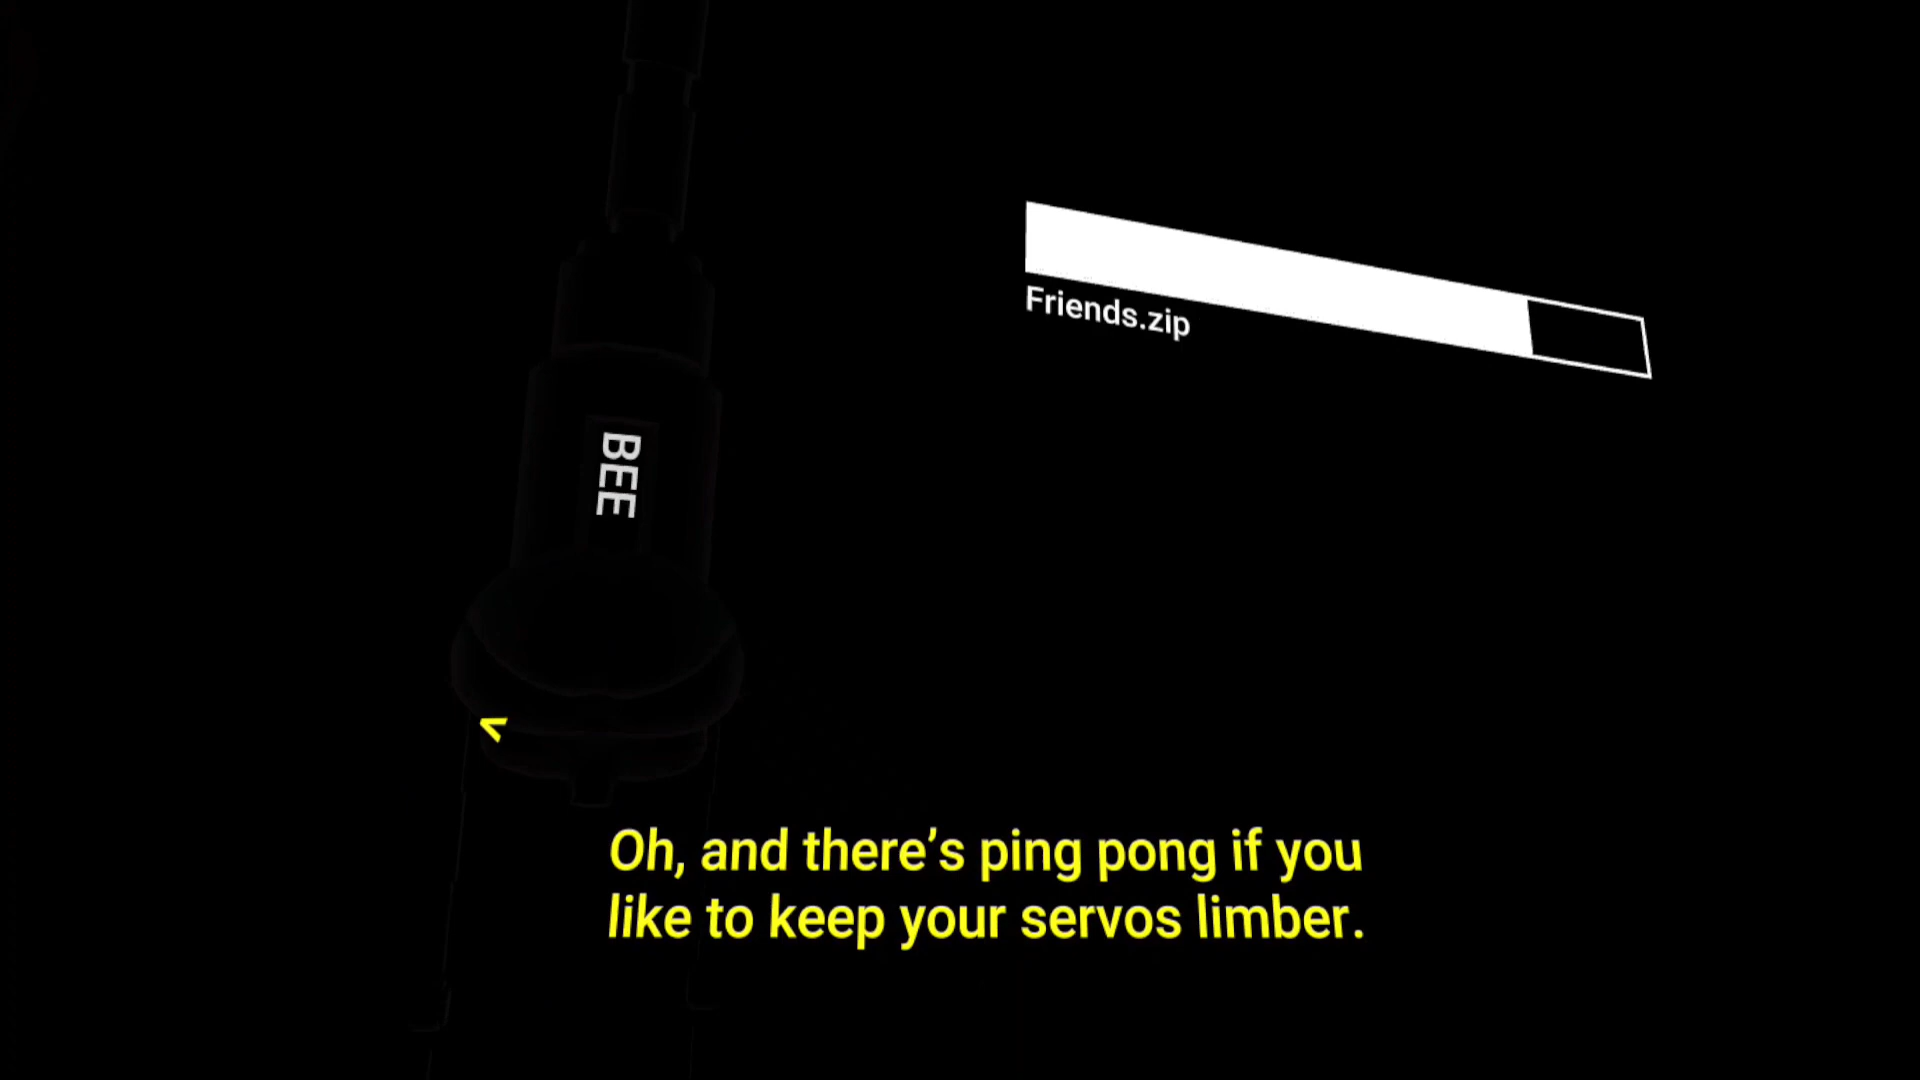 Friends.zip
BEE
<
Oh, and there’s ping pong if you
like to keep your servos limber.